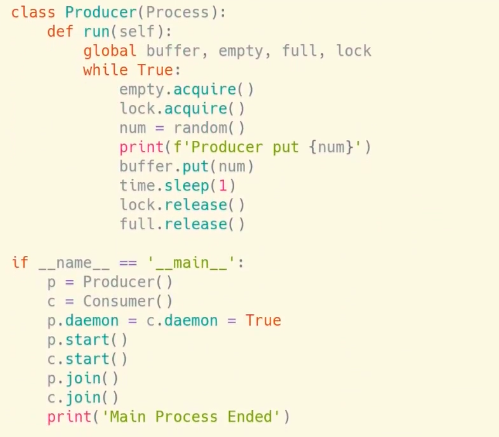 class Producer(Process):
    def run(self):
        global buffer, empty, full, lock
        while True:
            empty.acquire()
            lock.acquire()
            num = random()
            print(f'Producer put {num}')
            buffer.put(num)
            time.sleep(1)
            lock.release()
            full.release()

if __name__ == '__main__':
    p = Producer()
    c = Consumer()
    p.daemon = c.daemon = True
    p.start()
    c.start()
    p.join()
    c.join()
    print('Main Process Ended')